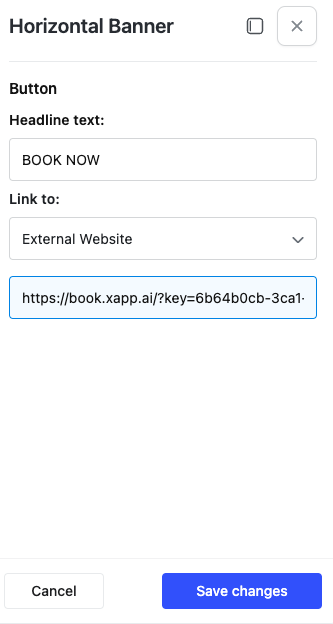 Horizontal Banner
Button
Headline text:
BOOK NOW
Link to:
External Website
https://book.xapp.ai/?key=6b64b0cb-3ca1-
Cancel
Save changes